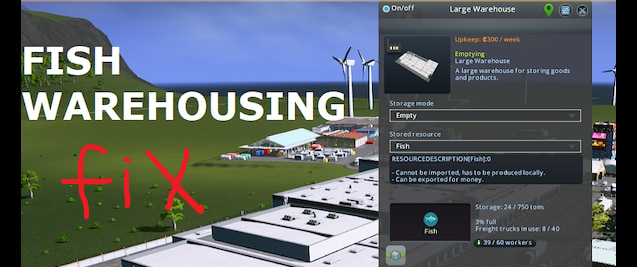 FISH
WAREHOUSING
fix
On/off
Large Warehouse
Upkeep: ₡300 / week
Emptying
Large Warehouse
A large warehouse for storing goods
and products.
Storage mode
Empty
Stored resource
Fish
RESOURCEDESCRIPTION[Fish]:0
- Cannot be imported, has to be produced locally.
- Can be exported for money.
Storage: 24 / 750 tons
3% full
Freight trucks in use: 8 / 40
Fish
39 / 60 workers